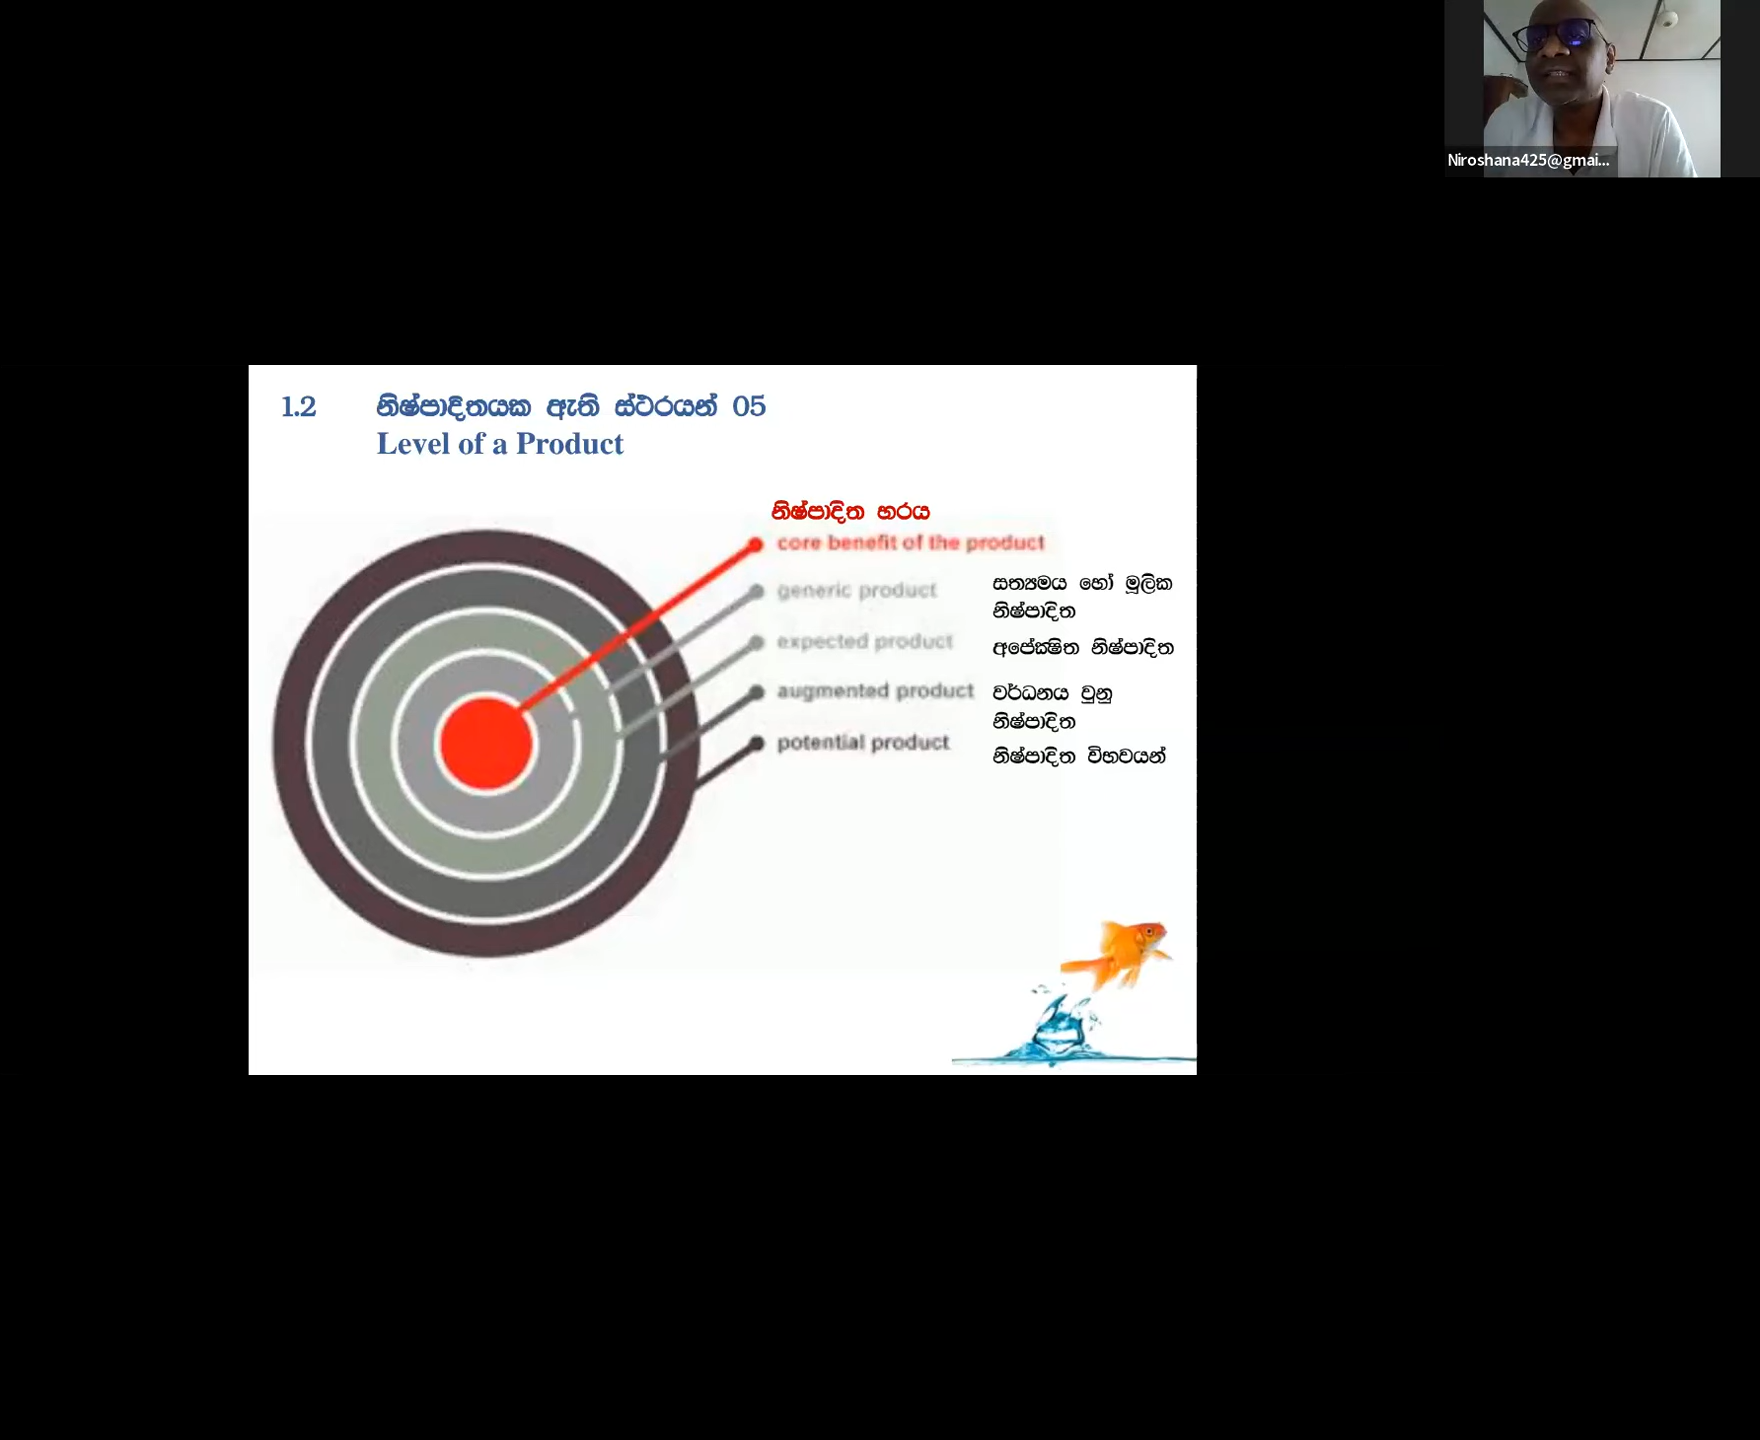 Niroshana425@gmai...
1.2 නිෂ්පාදිතයක ඇති ස්ථරයන් 05
Level of a Product
නිෂ්පාදිත හරය
core benefit of the product
generic product
සත්‍යමය හෝ මූලික
නිෂ්පාදිත
expected product
අපේක්ෂිත නිෂ්පාදිත
augmented product
වර්ධනය වුනු
නිෂ්පාදිත
potential product
නිෂ්පාදිත විභවයන්